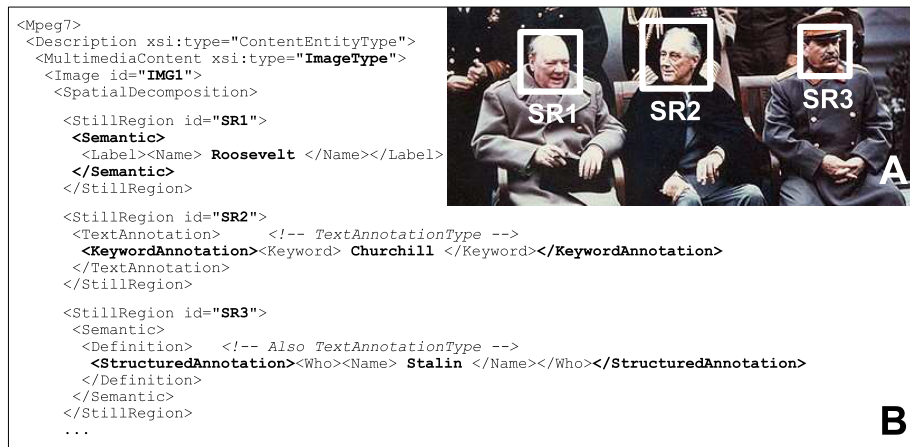 <Mpeg7>
<Description xsi:type="ContentEntityType">
<MultimediaContent xsi:type="ImageType">
<Image id="IMG1">
<SpatialDecomposition>
<StillRegion id="SR1">
<Semantic>
<Label><Name> Roosevelt </Name></Label>
</Semantic>
</StillRegion>
<StillRegion id="SR2">
<TextAnnotation> <!-- TextAnnotationType -->
<KeywordAnnotation><Keyword> Churchill </Keyword></KeywordAnnotation>
</TextAnnotation>
</StillRegion>
<StillRegion id="SR3">
<Semantic>
<Definition> <!-- Also TextAnnotationType -->
<StructuredAnnotation><Who><Name> Stalin </Name></Who></StructuredAnnotation>
</Definition>
</Semantic>
</StillRegion>
...
SR1 SR2 SR3
A
B